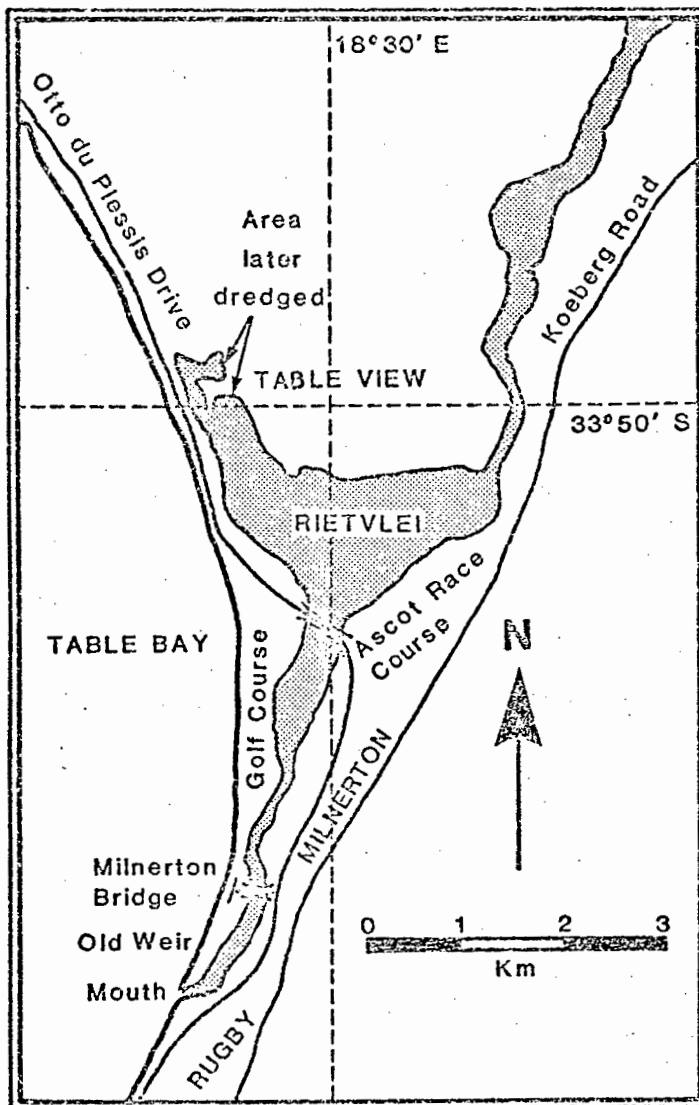 18°30' E
Otto du Plessis Drive
Area
later
dredged
Koeberg Road
TABLE VIEW
33°50' S
RIETVLEI
TABLE BAY
Golf Course
Ascot Race
Course
N
MILNERTON
Milnerton
Bridge
Old Weir
Mouth
RUGBY
0 1 2 3
Km